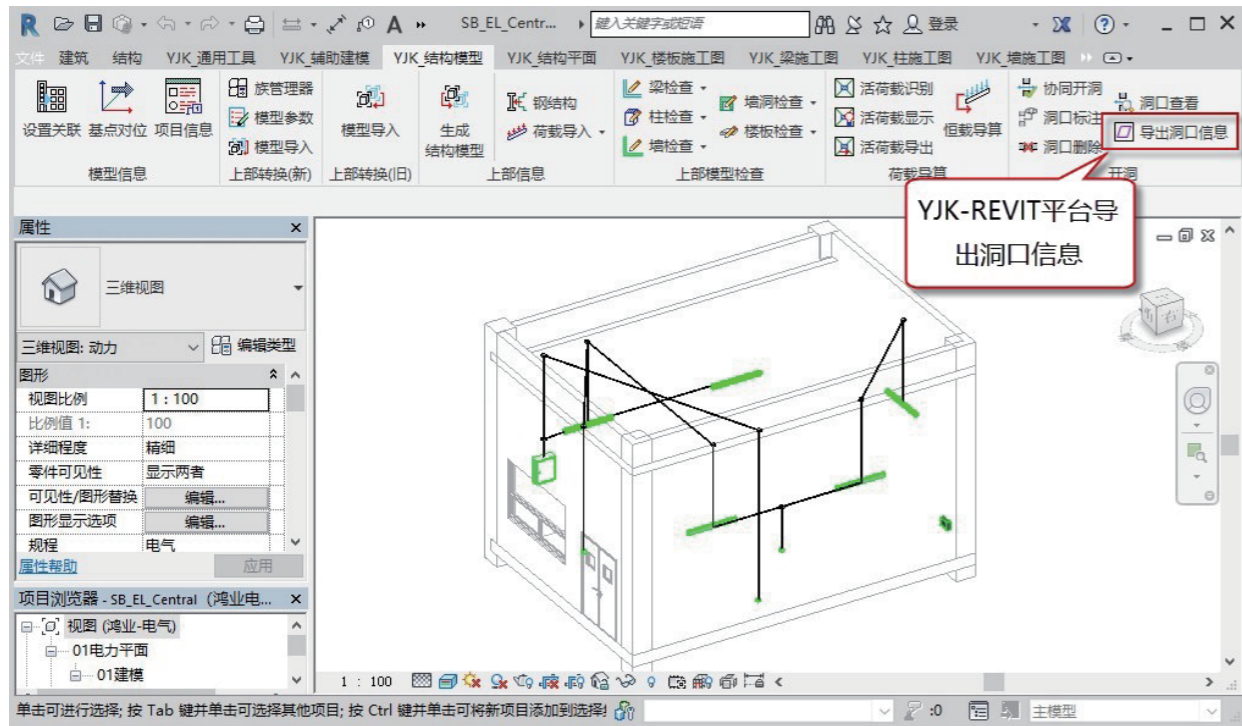 SB_EL_Centr...
键入关键字或短语
登录
文件 建筑 结构 YJK_通用工具 YJK_辅助建模 YJK_结构模型 YJK_结构平面 YJK_楼板施工图 YJK_梁施工图 YJK_柱施工图 YJK_墙施工图
族管理器 梁检查 活荷载识别 协同开洞
钢结构 墙洞检查 洞口查看
设置关联 基点对位 项目信息 模型参数 模型导入 生成结构模型 荷载导入 柱检查 楼板检查 活荷载显示 恒载导算 洞口标注 导出洞口信息
模型导入 墙检查 活荷载导出 洞口删除
模型信息 上部转换(新) 上部转换(旧) 上部信息 上部模型检查 荷载导算 开洞
YJK-REVIT平台导
出洞口信息
属性
三维视图
三维视图: 动力 编辑类型
图形
视图比例 1 : 100
比例值 1: 100
详细程度 精细
零件可见性 显示两者
可见性/图形替换 编辑...
图形显示选项 编辑...
规程 电气
属性帮助 应用
项目浏览器 - SB_EL_Central (鸿业电...
视图 (鸿业-电气)
01电力平面
01建模
1 : 100
单击可进行选择; 按 Tab 键并单击可选择其他项目; 按 Ctrl 键并单击可将新项目添加到选择!
:0
主模型